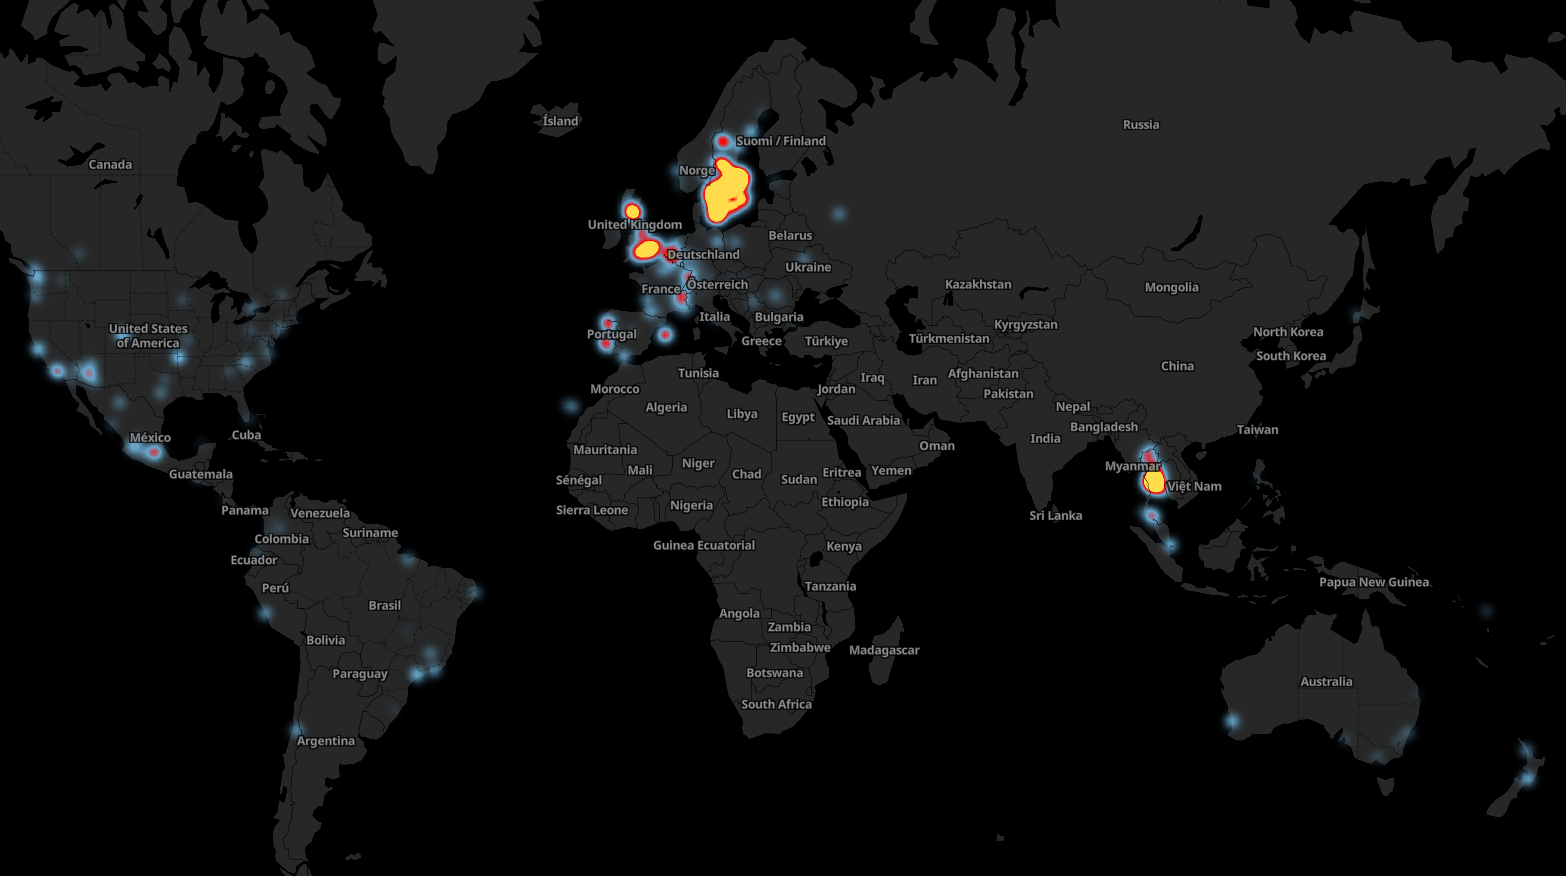 Ísland
Russia
Suomi / Finland
Canada
Norge
United Kingdom
Belarus
Deutschland
Ukraine
Österreich
France
Kazakhstan
Mongolia
Italia
Bulgaria
Kyrgyzstan
United States
of America
Portugal
North Korea
Greece
Türkiye
Türkmenistan
South Korea
China
Tunisia
Afghanistan
Iraq
Iran
Morocco
Jordan
Pakistan
Algeria
Libya
Egypt
Nepal
Saudi Arabia
Bangladesh
Taiwan
México
Cuba
India
Oman
Mauritania
Niger
Myanmar
Guatemala
Mali
Chad
Sudan
Eritrea
Yemen
Sénégal
Việt Nam
Nigeria
Ethiopia
Panama
Venezuela
Sierra Leone
Sri Lanka
Suriname
Colombia
Guinea Ecuatorial
Kenya
Ecuador
Papua New Guinea
Perú
Tanzania
Brasil
Angola
Zambia
Bolivia
Zimbabwe
Madagascar
Paraguay
Botswana
Australia
South Africa
Argentina